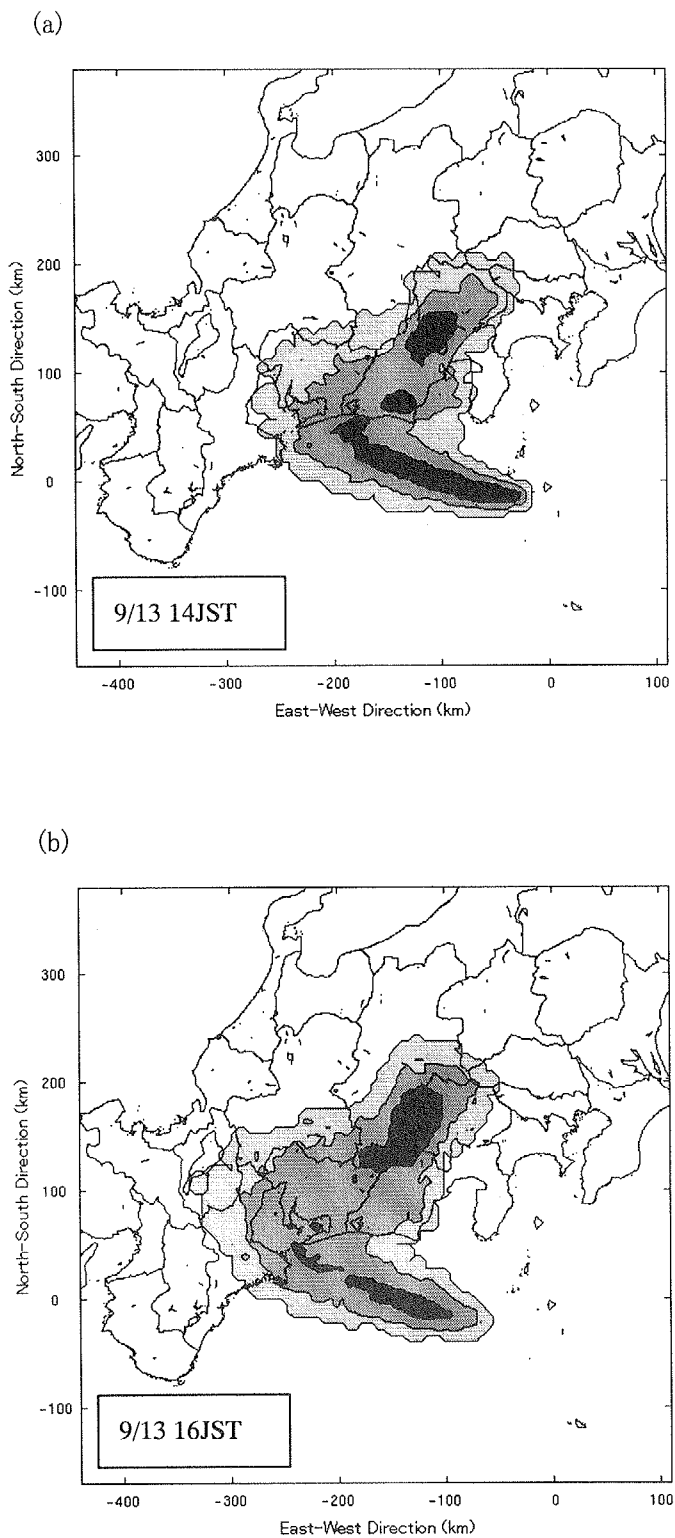 (a)
North-South Direction (km)
300
200
100
0
-100
9/13 14JST
-400
-300
-200
-100
0
100
East-West Direction (km)
(b)
North-South Direction (km)
300
200
100
0
-100
9/13 16JST
-400
-300
-200
-100
0
100
East-West Direction (km)